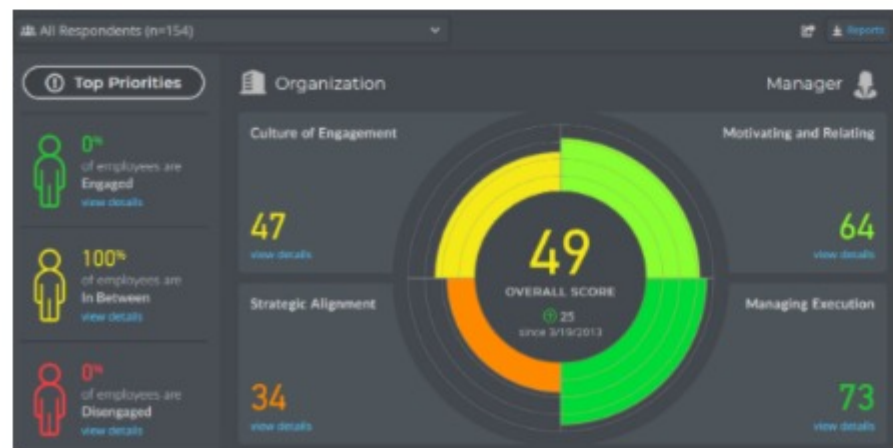 All Respondents (n=154)
Reports
Top Priorities
0%
of employees are
Engaged
view details
100%
of employees are
In Between
view details
0%
of employees are
Disengaged
view details
Organization
Manager
Culture of Engagement
47
view details
Motivating and Relating
64
view details
49
OVERALL SCORE
25
since 3/19/2013
Strategic Alignment
34
view details
Managing Execution
73
view details